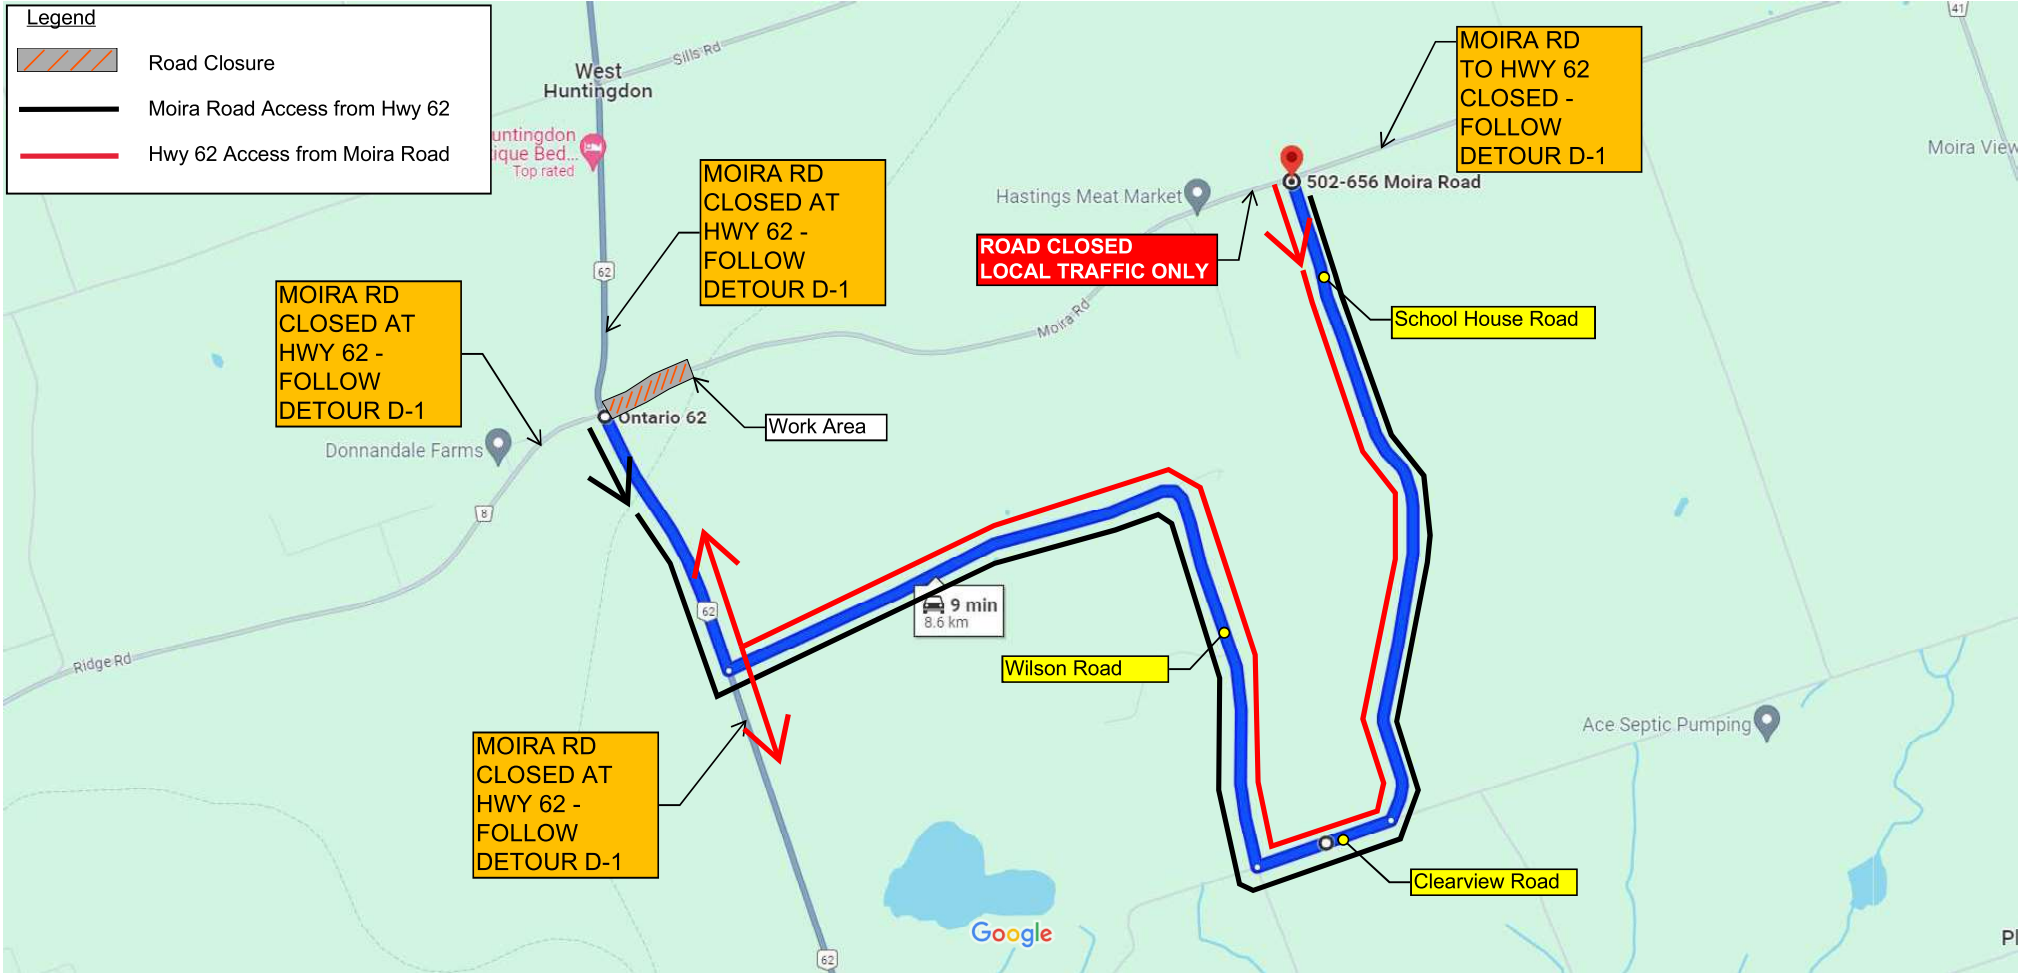 Legend
Road Closure
Moira Road Access from Hwy 62
Hwy 62 Access from Moira Road
Sills Rd
West
Huntingdon
untingdon
ique Bed...
Top rated
41
MOIRA RD
TO HWY 62
CLOSED -
FOLLOW
DETOUR D-1
Moira View
MOIRA RD
CLOSED AT
HWY 62 -
FOLLOW
DETOUR D-1
Hastings Meat Market
502-656 Moira Road
ROAD CLOSED
LOCAL TRAFFIC ONLY
62
MOIRA RD
CLOSED AT
HWY 62 -
FOLLOW
DETOUR D-1
Moira Rd
School House Road
Ontario 62
Work Area
Donnandale Farms
8
9 min
8.6 km
62
Ridge Rd
Wilson Road
Ace Septic Pumping
MOIRA RD
CLOSED AT
HWY 62 -
FOLLOW
DETOUR D-1
Clearview Road
Google
62
Pl